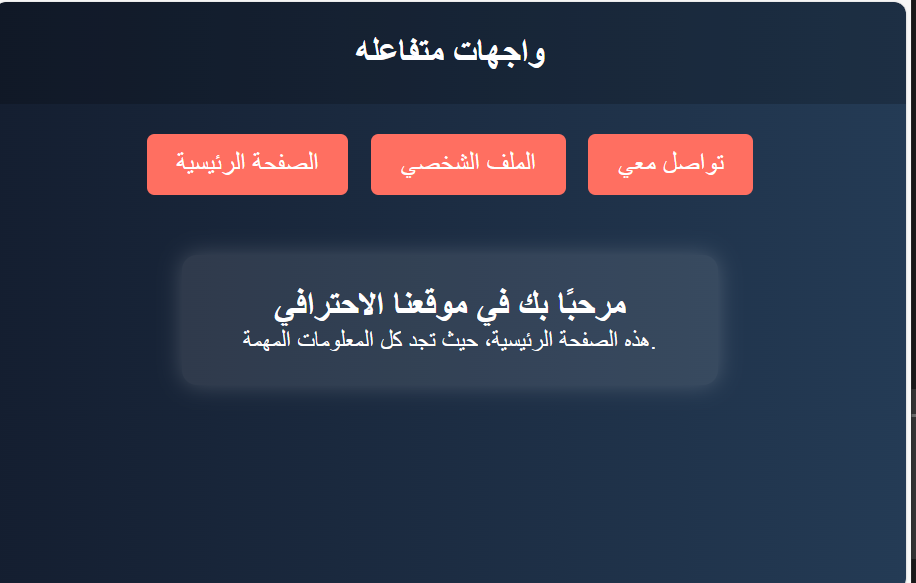 واجهات متفاعله
تواصل معي
الملف الشخصي
الصفحة الرئيسية
مرحبًا بك في موقعنا الاحترافي
هذه الصفحة الرئيسية، حيث تجد كل المعلومات المهمة.